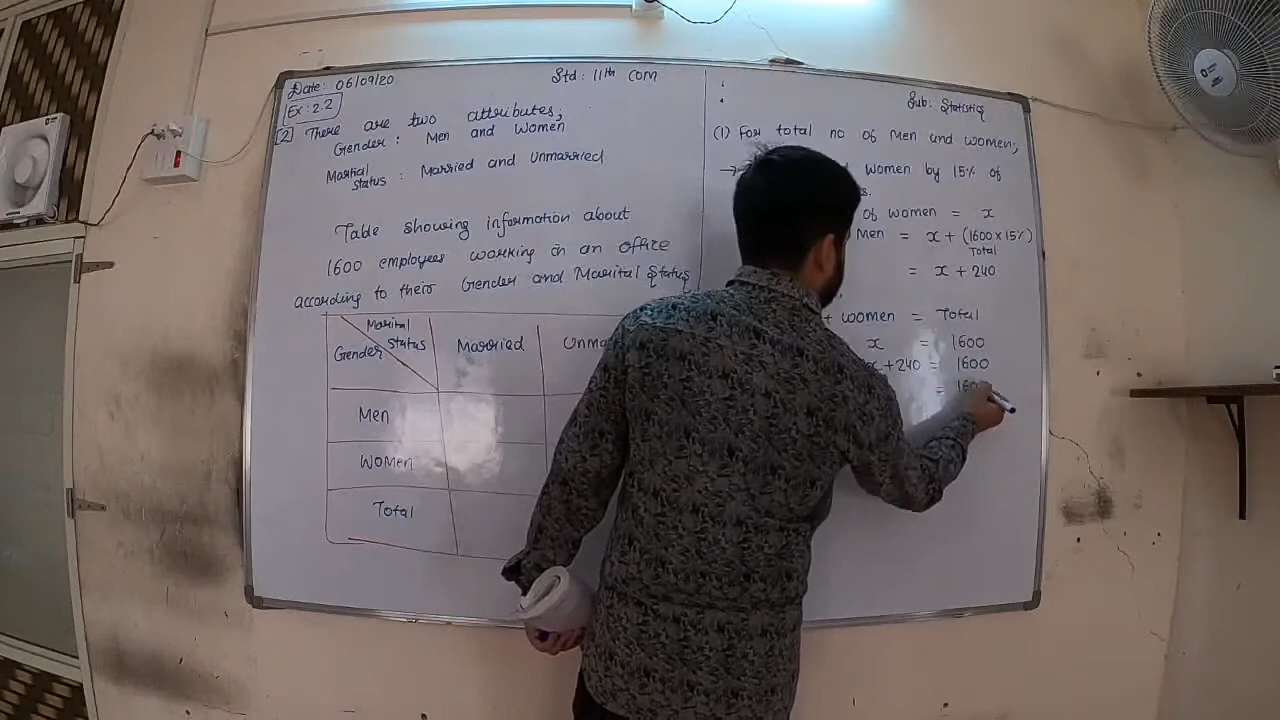 Date: 06/09/20
Std: 11th com
Sub: Statistics
Ex: 2.2
[2] There are two attributes;
Gender: Men and Women
Marital status : Married and Unmarried
Table showing information about
1600 employees working in an office
according to their Gender and Marital Status
Marital Status
Gender
Married
Men
Women
Total
(1) For total no of Men and women;
Women by 15% of
of women = x
Men = x + (1600 x 15%)
Total
= x + 240
+ women = Total
x = 1600
x + 240 = 1600
=